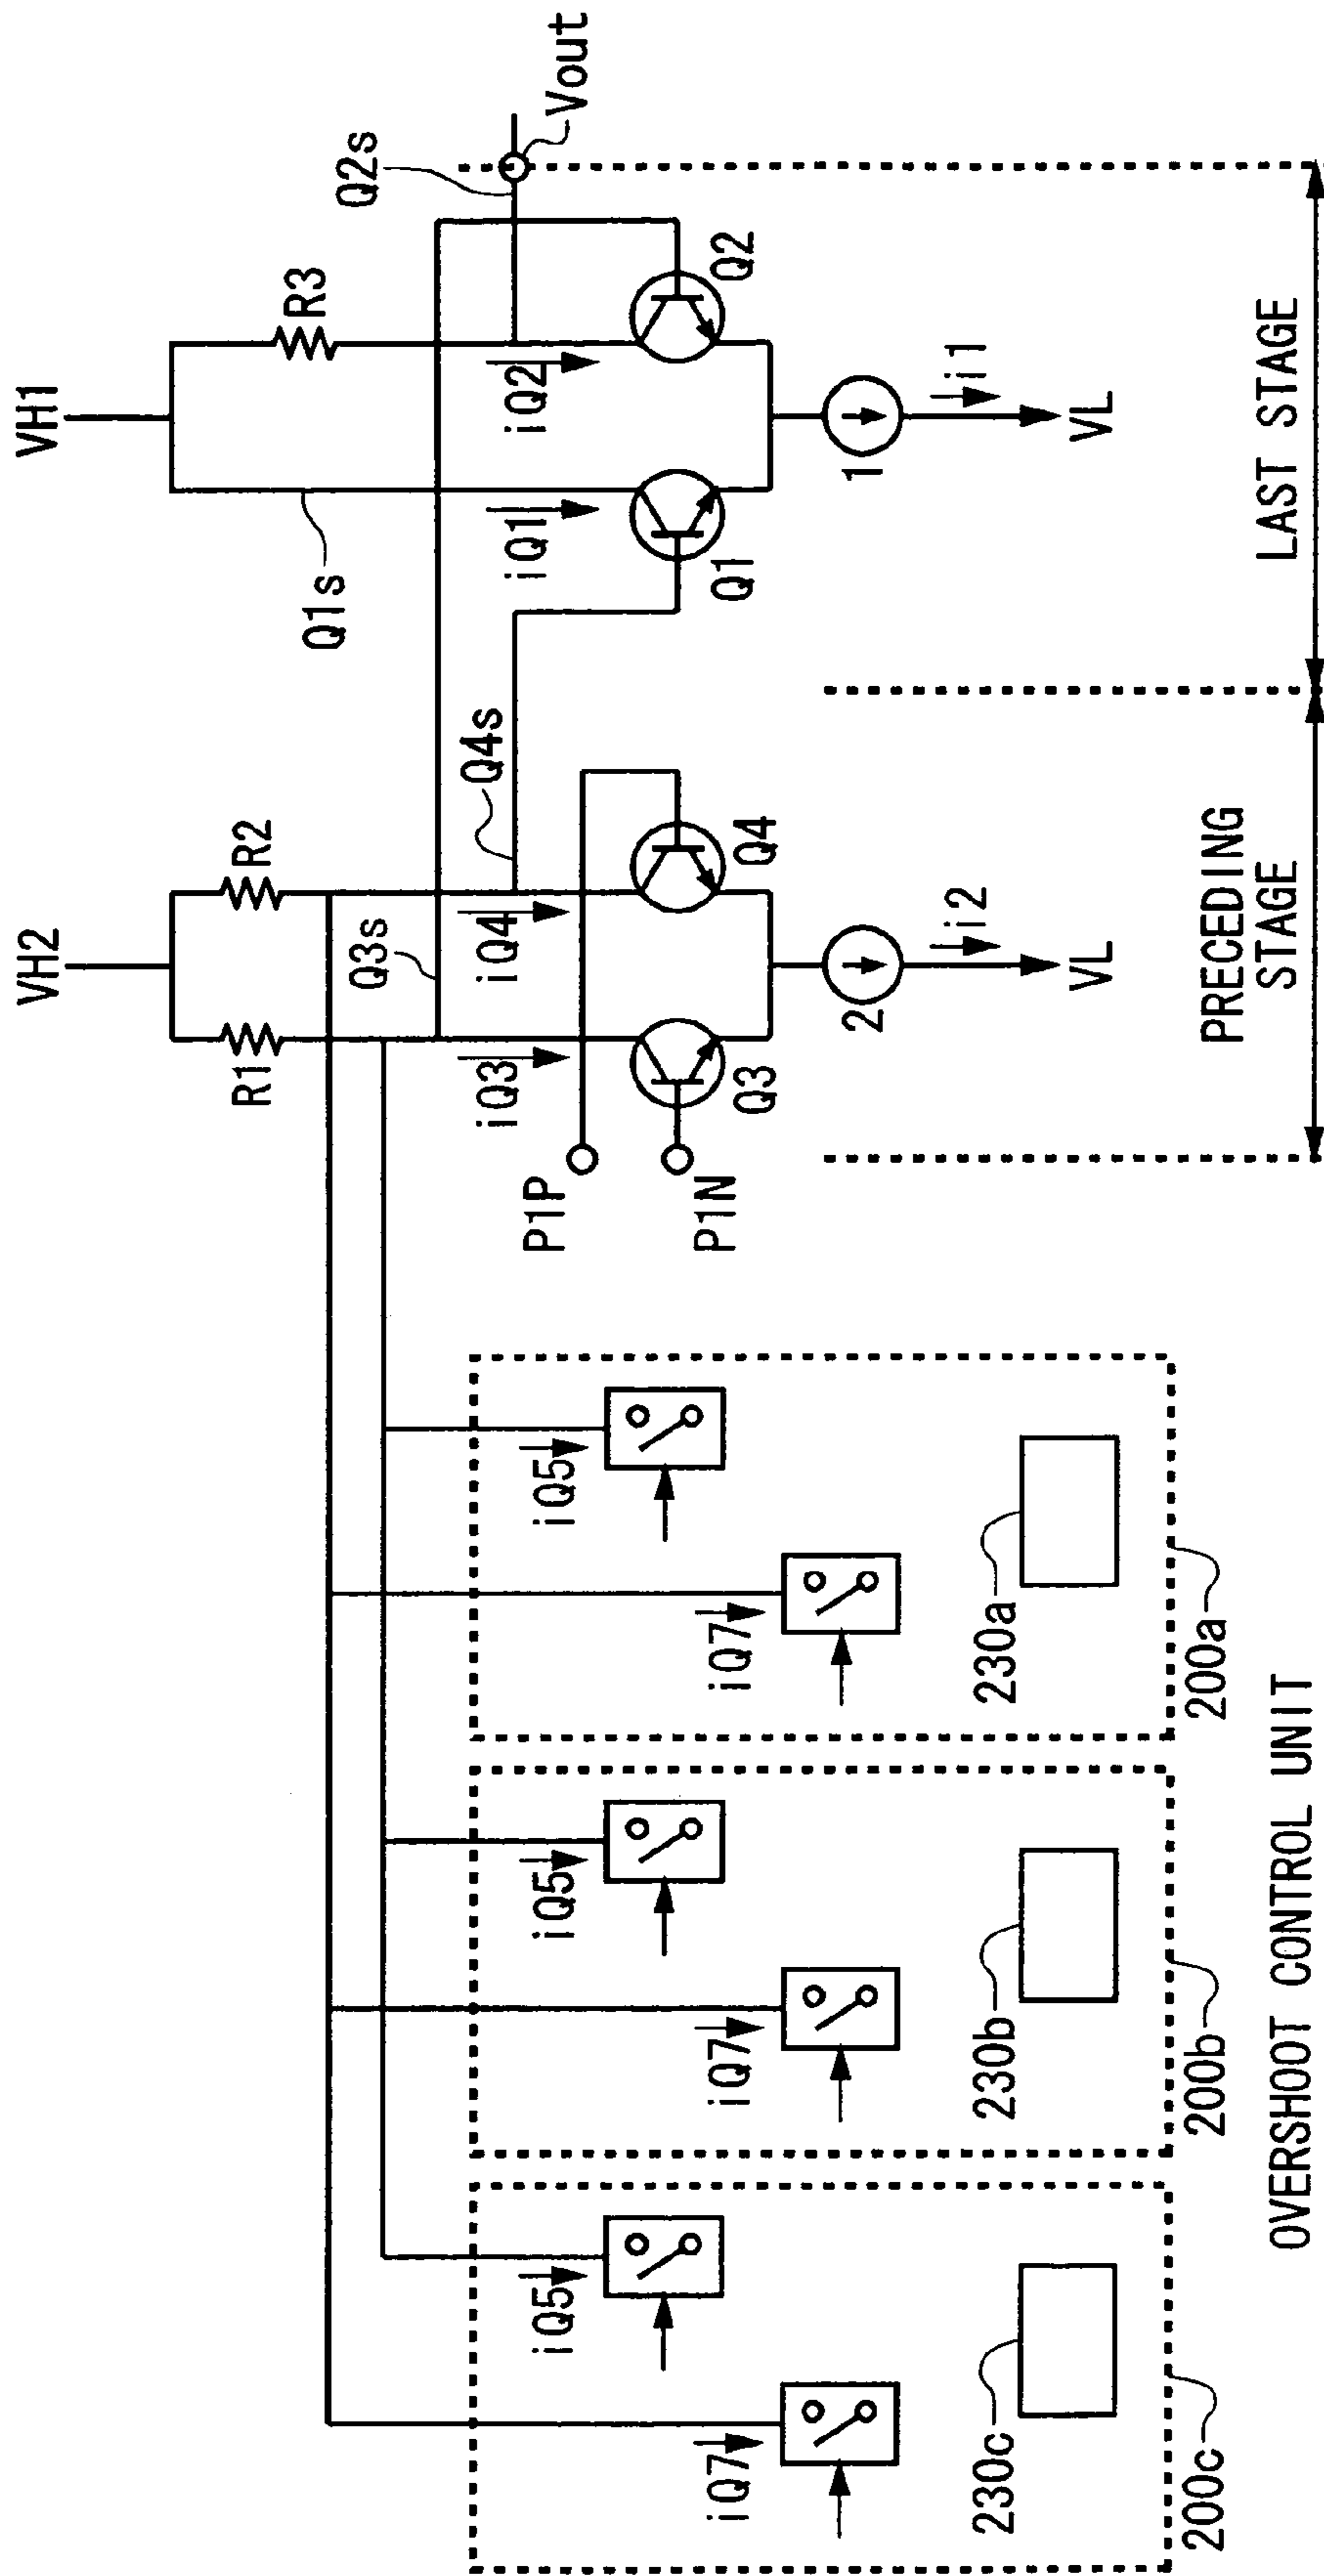 VH2
VH1
R1
R2
R3
Q1s
Q2s
Vout
Q3s
Q4s
iQ3
iQ4
iQ1
iQ2
P1P
P1N
Q3
Q4
Q1
Q2
2
i2
1
i1
VL
VL
PRECEDING
STAGE
LAST STAGE
iQ7
iQ5
230c
200c
iQ7
iQ5
230b
200b
iQ7
iQ5
230a
200a
OVERSHOOT CONTROL UNIT